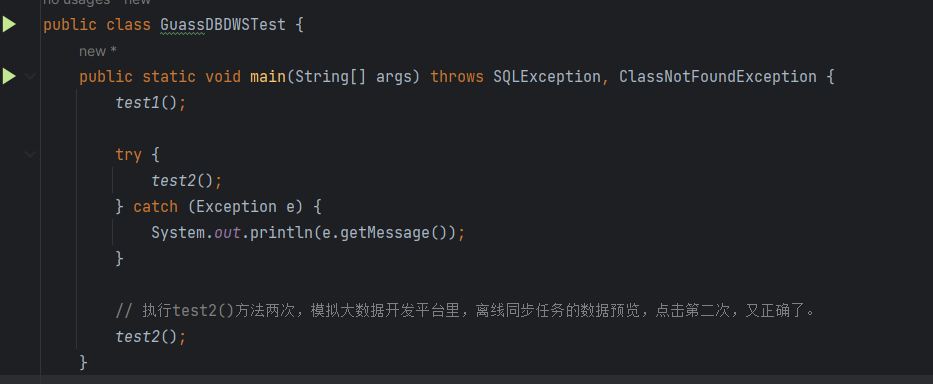 no usages   new *
public class GuassDBDWSTest {
new *
public static void main(String[] args) throws SQLException, ClassNotFoundException {
test1();
try {
test2();
} catch (Exception e) {
System.out.println(e.getMessage());
}
// 执行test2()方法两次，模拟大数据开发平台里，离线同步任务的数据预览，点击第二次，又正确了。
test2();
}